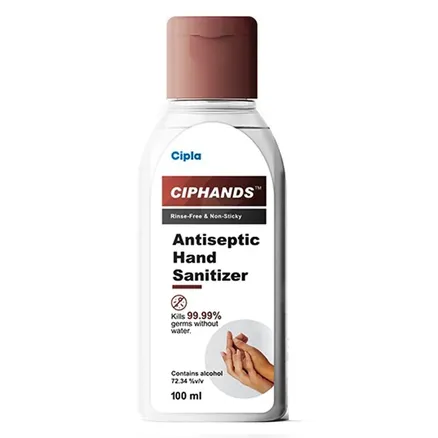 Cipla
CIPHANDS™
Rinse-Free & Non-Sticky
Antiseptic
Hand
Sanitizer
Kills 99.99%
germs without
water.
Contains alcohol
72.34 %v/v
100 ml